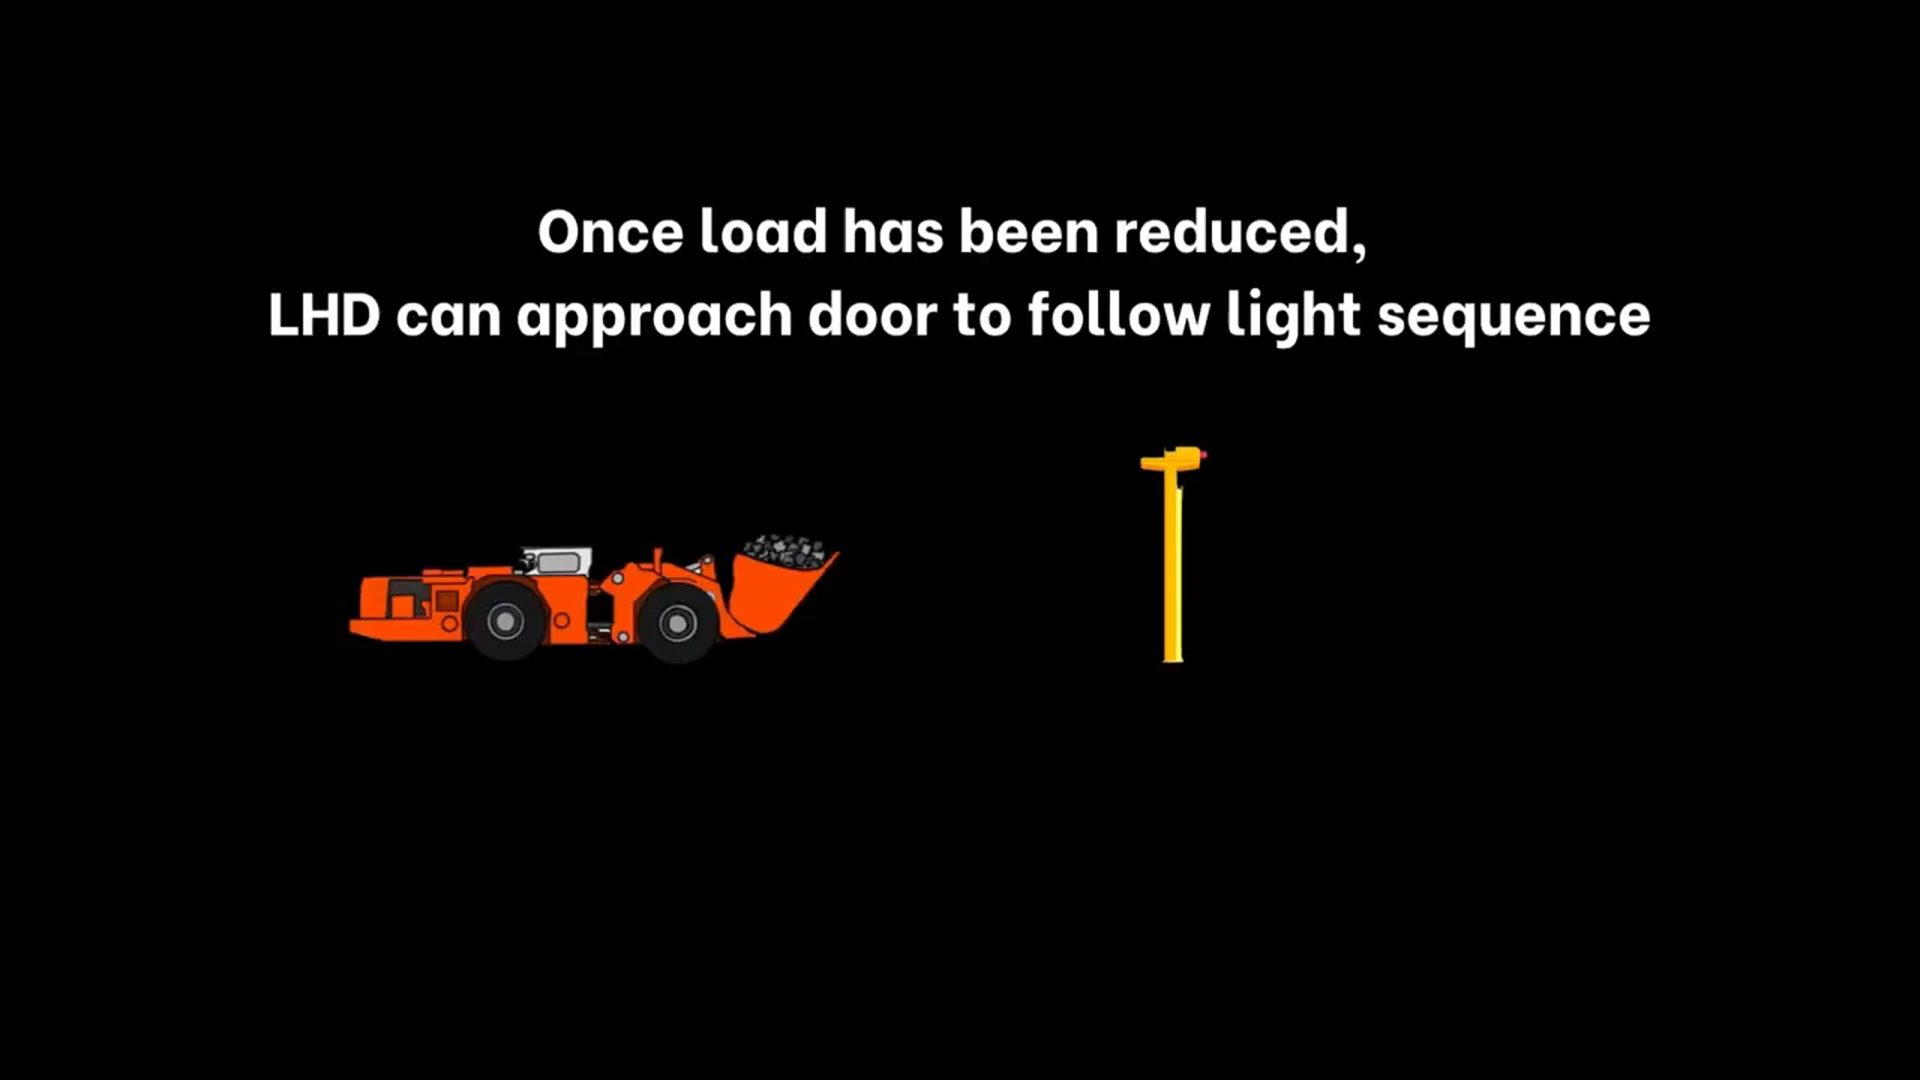 Once load has been reduced,
LHD can approach door to follow light sequence